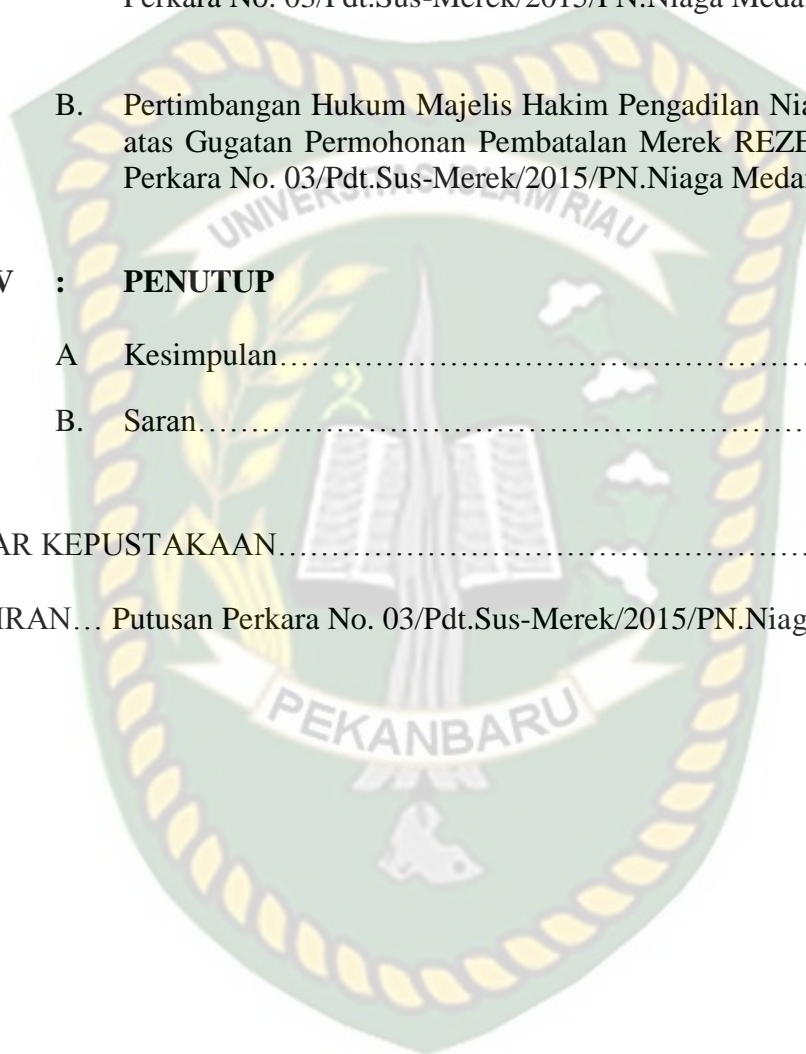 Perkara No. 03/Pdt.Sus-Merek/2015/PN.Niaga Meda
B. Pertimbangan Hukum Majelis Hakim Pengadilan Nia
atas Gugatan Permohonan Pembatalan Merek REZE
Perkara No. 03/Pdt.Sus-Merek/2015/PN.Niaga Meda
UNIVERSITAS ISLAM RIAU
V : PENUTUP
A Kesimpulan……………………………………………
B. Saran……………………………………………………
AR KEPUSTAKAAN……………………………………………
IRAN… Putusan Perkara No. 03/Pdt.Sus-Merek/2015/PN.Niag
PEKANBARU